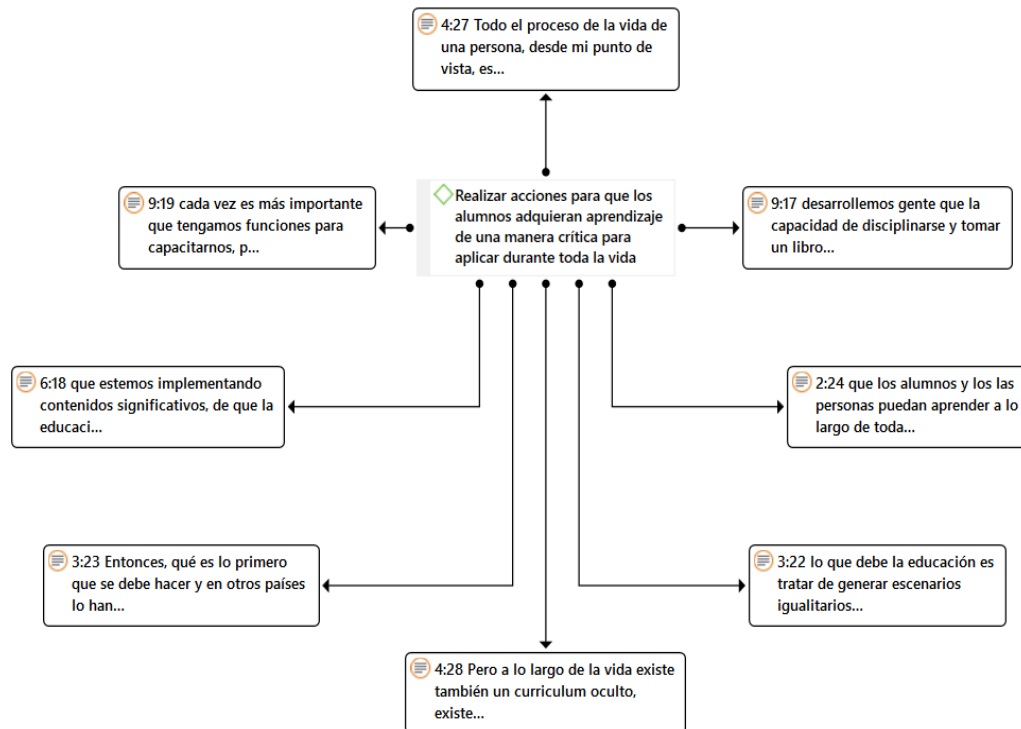 4:27 Todo el proceso de la vida de
una persona, desde mi punto de
vista, es...
9:19 cada vez es más importante
que tengamos funciones para
capacitarnos, p...
Realizar acciones para que los
alumnos adquieran aprendizaje
de una manera crítica para
aplicar durante toda la vida
9:17 desarrollemos gente que la
capacidad de disciplinarse y tomar
un libro...
6:18 que estemos implementando
contenidos significativos, de que la
educaci...
2:24 que los alumnos y los las
personas puedan aprender a lo
largo de toda...
3:23 Entonces, qué es lo primero
que se debe hacer y en otros países
lo han...
3:22 lo que debe la educación es
tratar de generar escenarios
igualitarios...
4:28 Pero a lo largo de la vida existe
también un curriculum oculto,
existe...